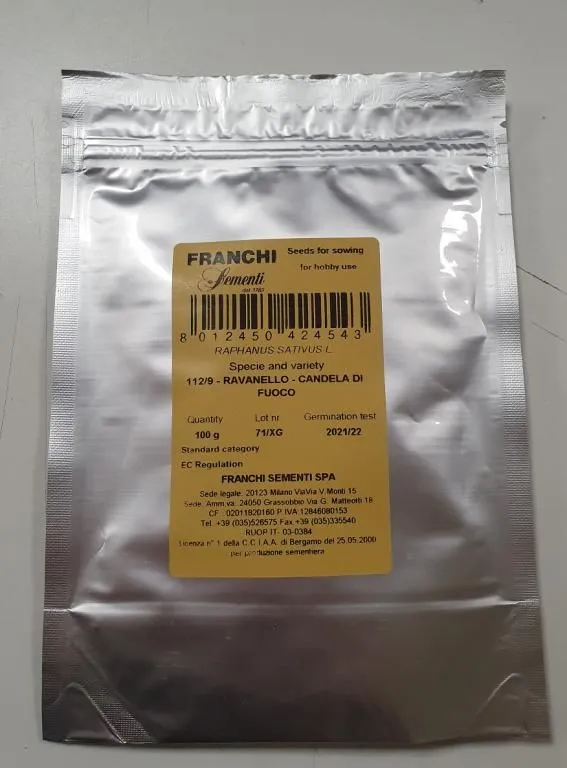 FRANCHI
Seeds for sowing
Sementi
for hobby use
dal 1783
8 012450 424543
RAPHANUS SATIVUS L.
Specie and variety
112/9 - RAVANELLO - CANDELA DI
FUOCO
Quantity Lot nr Germination test
100 g 71/XG 2021/22
Standard category
EC Regulation
FRANCHI SEMENTI SPA
Sede legale: 20123 Milano ViaVia V.Monti 15
Sede. Amm.va: 24050 Grassobbio Via G. Matteotti 18
CF : 02011820160 P.IVA 12846080153
Tel. +39 (035)526575 Fax +39 (035)335540
RUOP IT- 03-0384
Licenza n° 1 della C.C.I.A.A. di Bergamo del 25.05.2000
per produzione sementiera